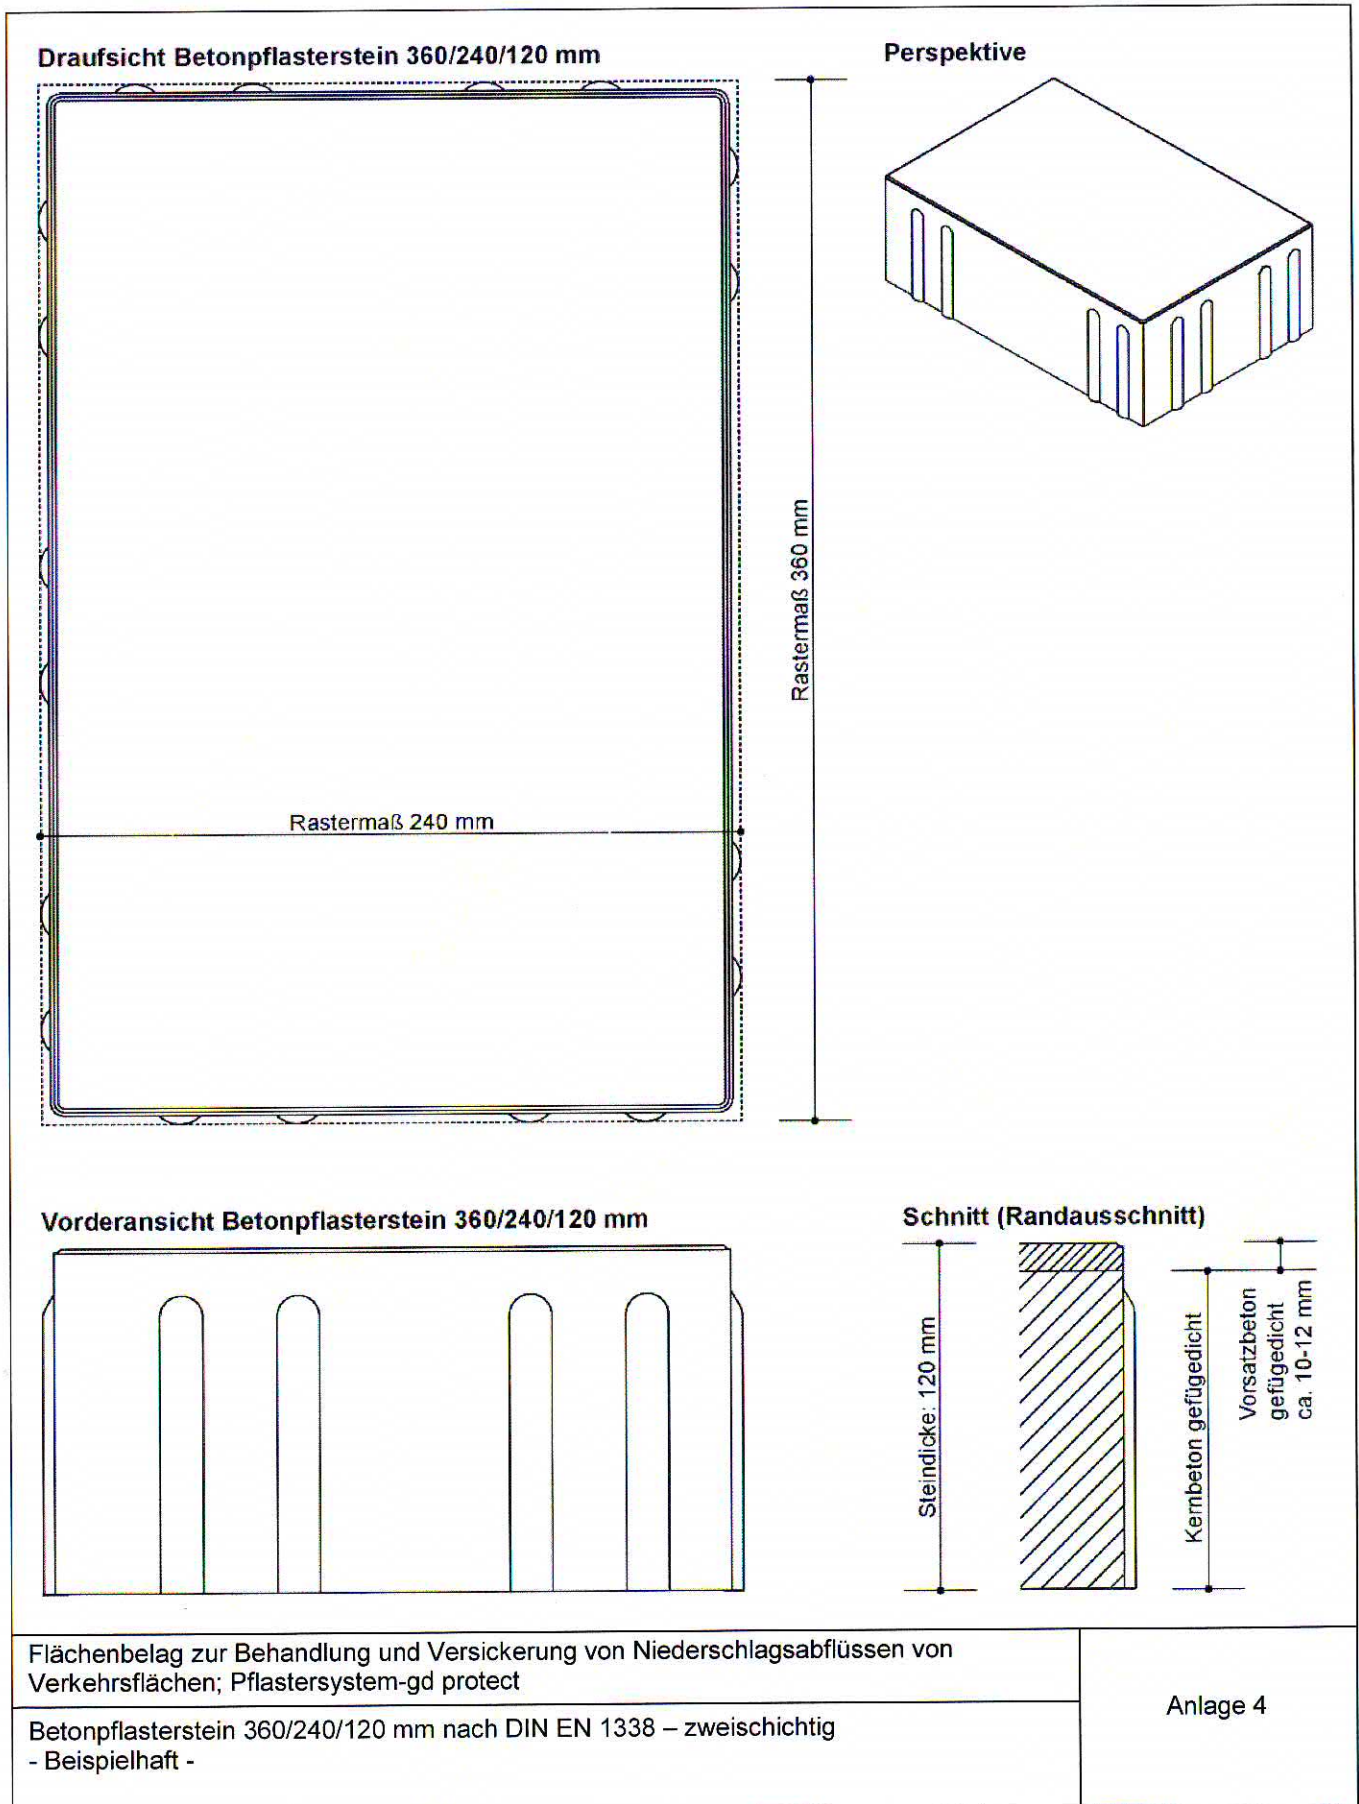 Draufsicht Betonpflasterstein 360/240/120 mm
Perspektive
Rastermaß 360 mm
Rastermaß 240 mm
Vorderansicht Betonpflasterstein 360/240/120 mm
Schnitt (Randausschnitt)
Steindicke: 120 mm
Kernbeton gefügedicht
Vorsatzbeton
gefügedicht
ca. 10-12 mm
Flächenbelag zur Behandlung und Versickerung von Niederschlagsabflüssen von
Verkehrsflächen; Pflastersystem-gd protect
Anlage 4
Betonpflasterstein 360/240/120 mm nach DIN EN 1338 – zweischichtig
- Beispielhaft -